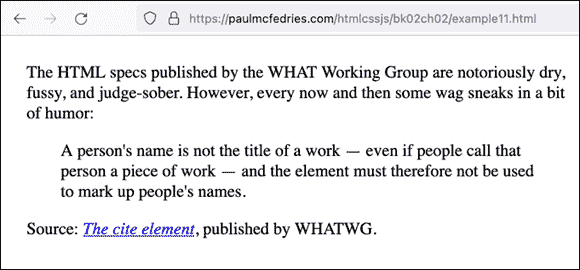 https://paulmcfedries.com/htmlcssjs/bk02ch02/example11.html
The HTML specs published by the WHAT Working Group are notoriously dry,
fussy, and judge-sober. However, every now and then some wag sneaks in a bit
of humor:
A person's name is not the title of a work — even if people call that
person a piece of work — and the element must therefore not be used
to mark up people's names.
Source: The cite element, published by WHATWG.